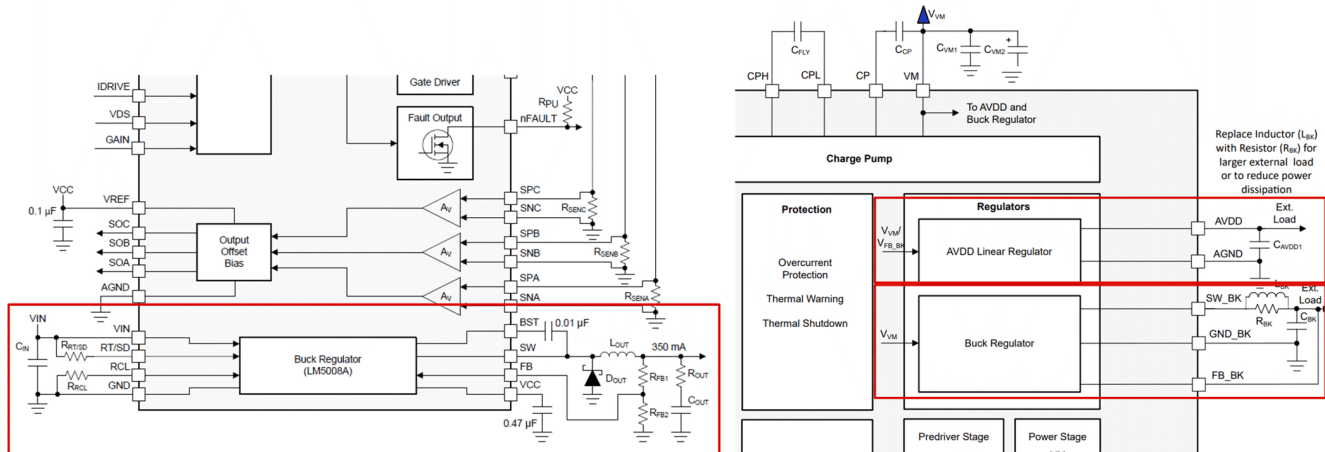 Gate Driver
IDRIVE
VDS
GAIN
Fault Output
VCC
RPU
nFAULT
VCC
0.1 µF
VREF
SOC
SOB
SOA
AGND
Output
Offset
Bias
AV
AV
AV
SPC
SNC
RSENC
SPB
SNB
RSENB
SPA
SNA
RSENA
VIN
CIN
RRT/SD
RRCL
VIN
RT/SD
RCL
GND
Buck Regulator
(LM5008A)
BST
SW
FB
VCC
0.01 µF
0.47 µF
LOUT
350 mA
DOUT
RFB1
RFB2
ROUT
COUT
VVM
CFLY
CCP
CVM1
CVM2
+
CPH
CPL
CP
VM
To AVDD and
Buck Regulator
Charge Pump
Replace Inductor (LBK)
with Resistor (RBK) for
larger external load
or to reduce power
dissipation
Protection
Overcurrent
Protection
Thermal Warning
Thermal Shutdown
Regulators
VVM/
VFB_BK
AVDD Linear Regulator
AVDD
AGND
Ext.
Load
CAVDD1
VVM
Buck Regulator
SW_BK
GND_BK
FB_BK
LBK
RBK
CBK
Ext.
Load
Predriver Stage
Power Stage